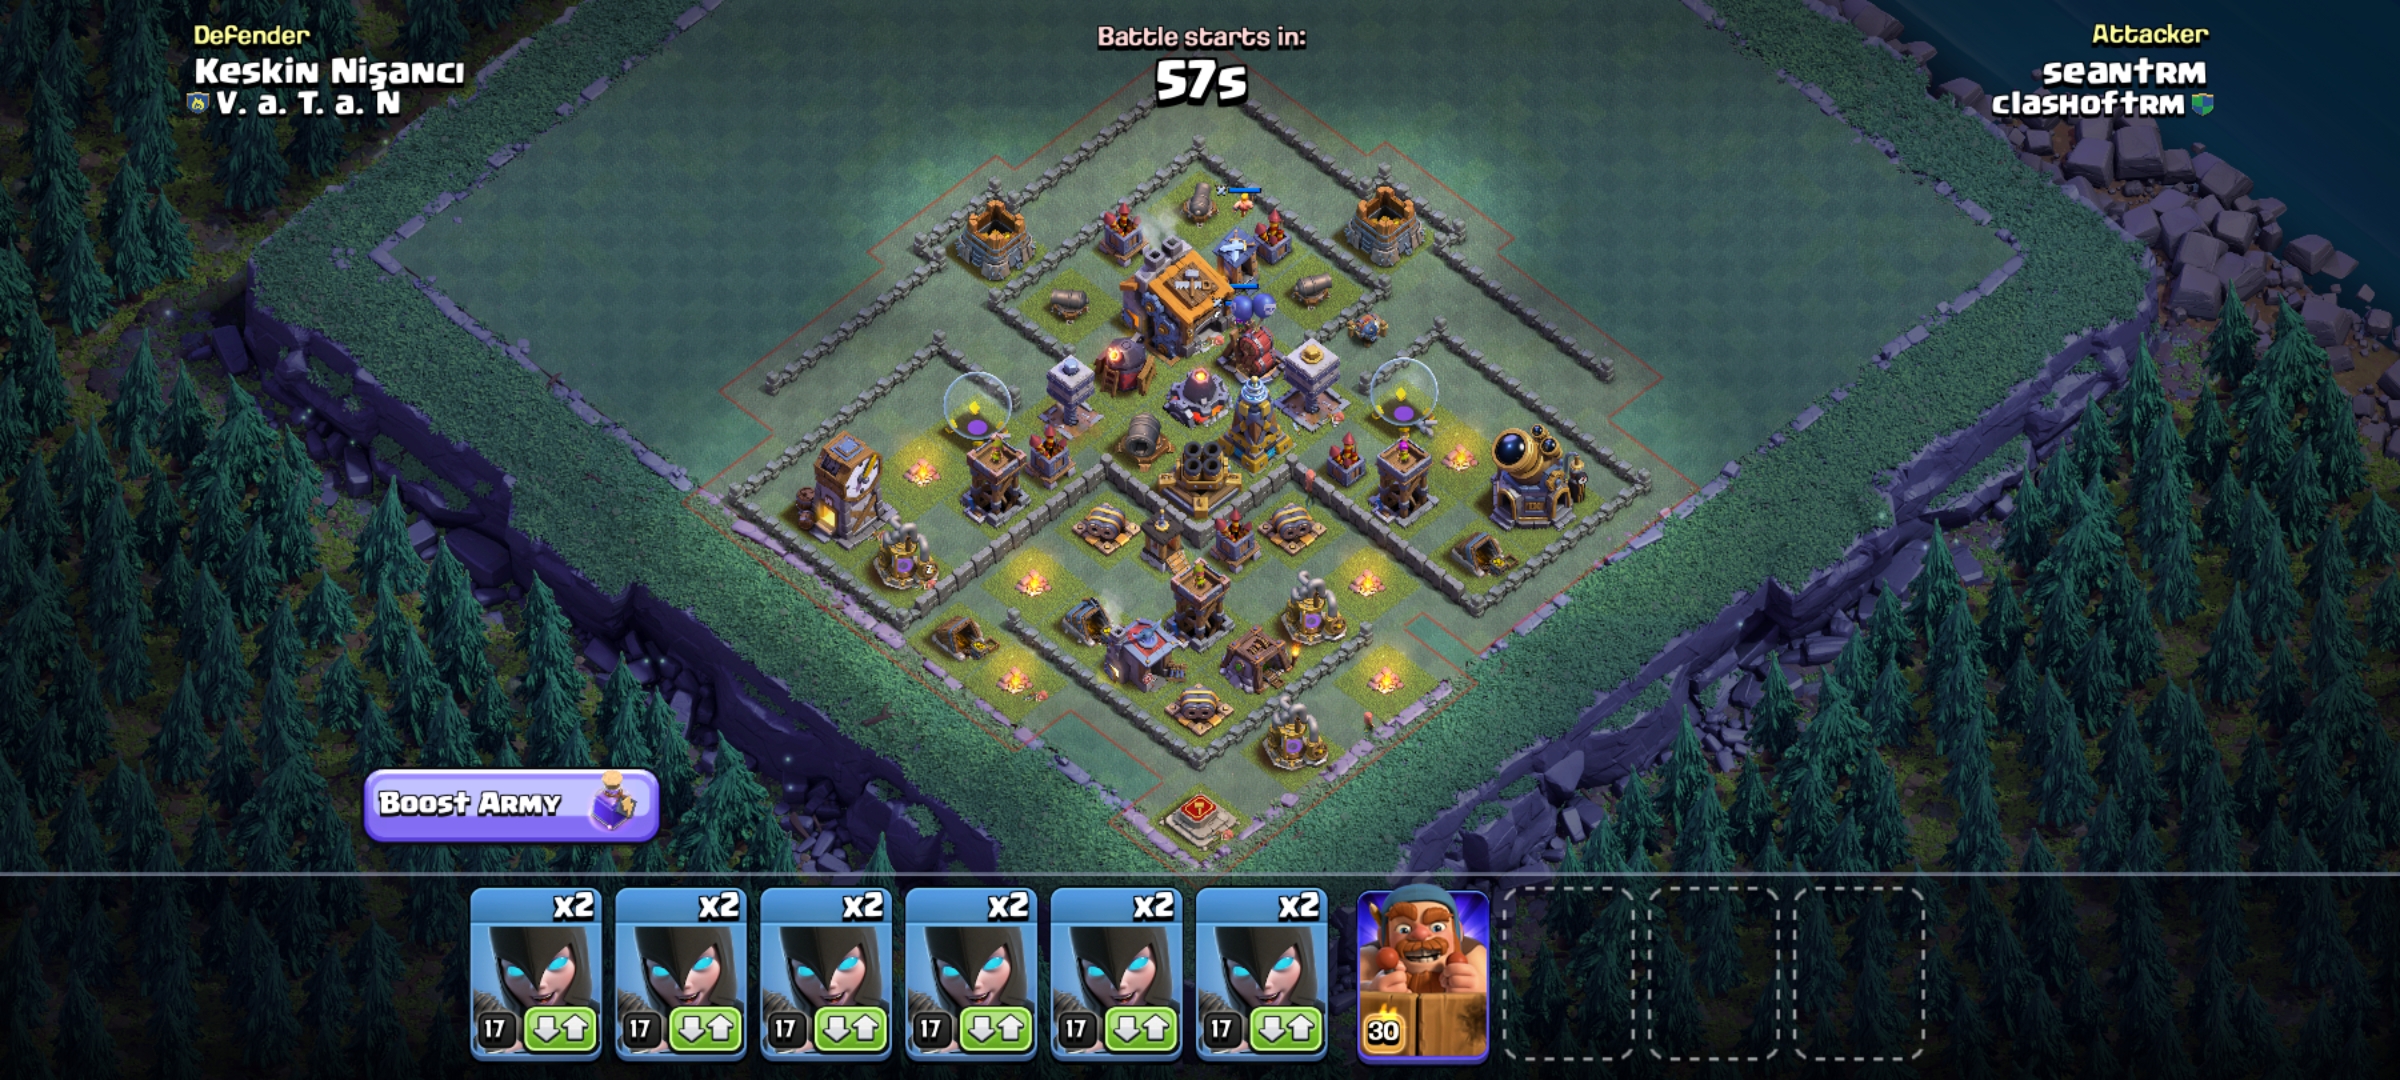 Defender
Keskin Nişancı
V. a. T. a. N
Battle starts in:
57s
Attacker
seantRM
clashoftRM
Boost Army
x2
x2
x2
x2
x2
x2
17
17
17
17
17
17
30